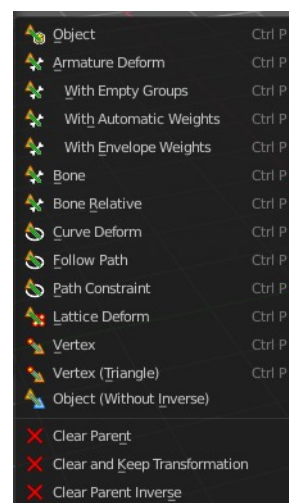 Object Ctrl P
Armature Deform Ctrl P
With Empty Groups Ctrl P
With Automatic Weights Ctrl P
With Envelope Weights Ctrl P
Bone Ctrl P
Bone Relative Ctrl P
Curve Deform Ctrl P
Follow Path Ctrl P
Path Constraint Ctrl P
Lattice Deform Ctrl P
Vertex Ctrl P
Vertex (Triangle) Ctrl P
Object (Without Inverse)
Clear Parent
Clear and Keep Transformation
Clear Parent Inverse